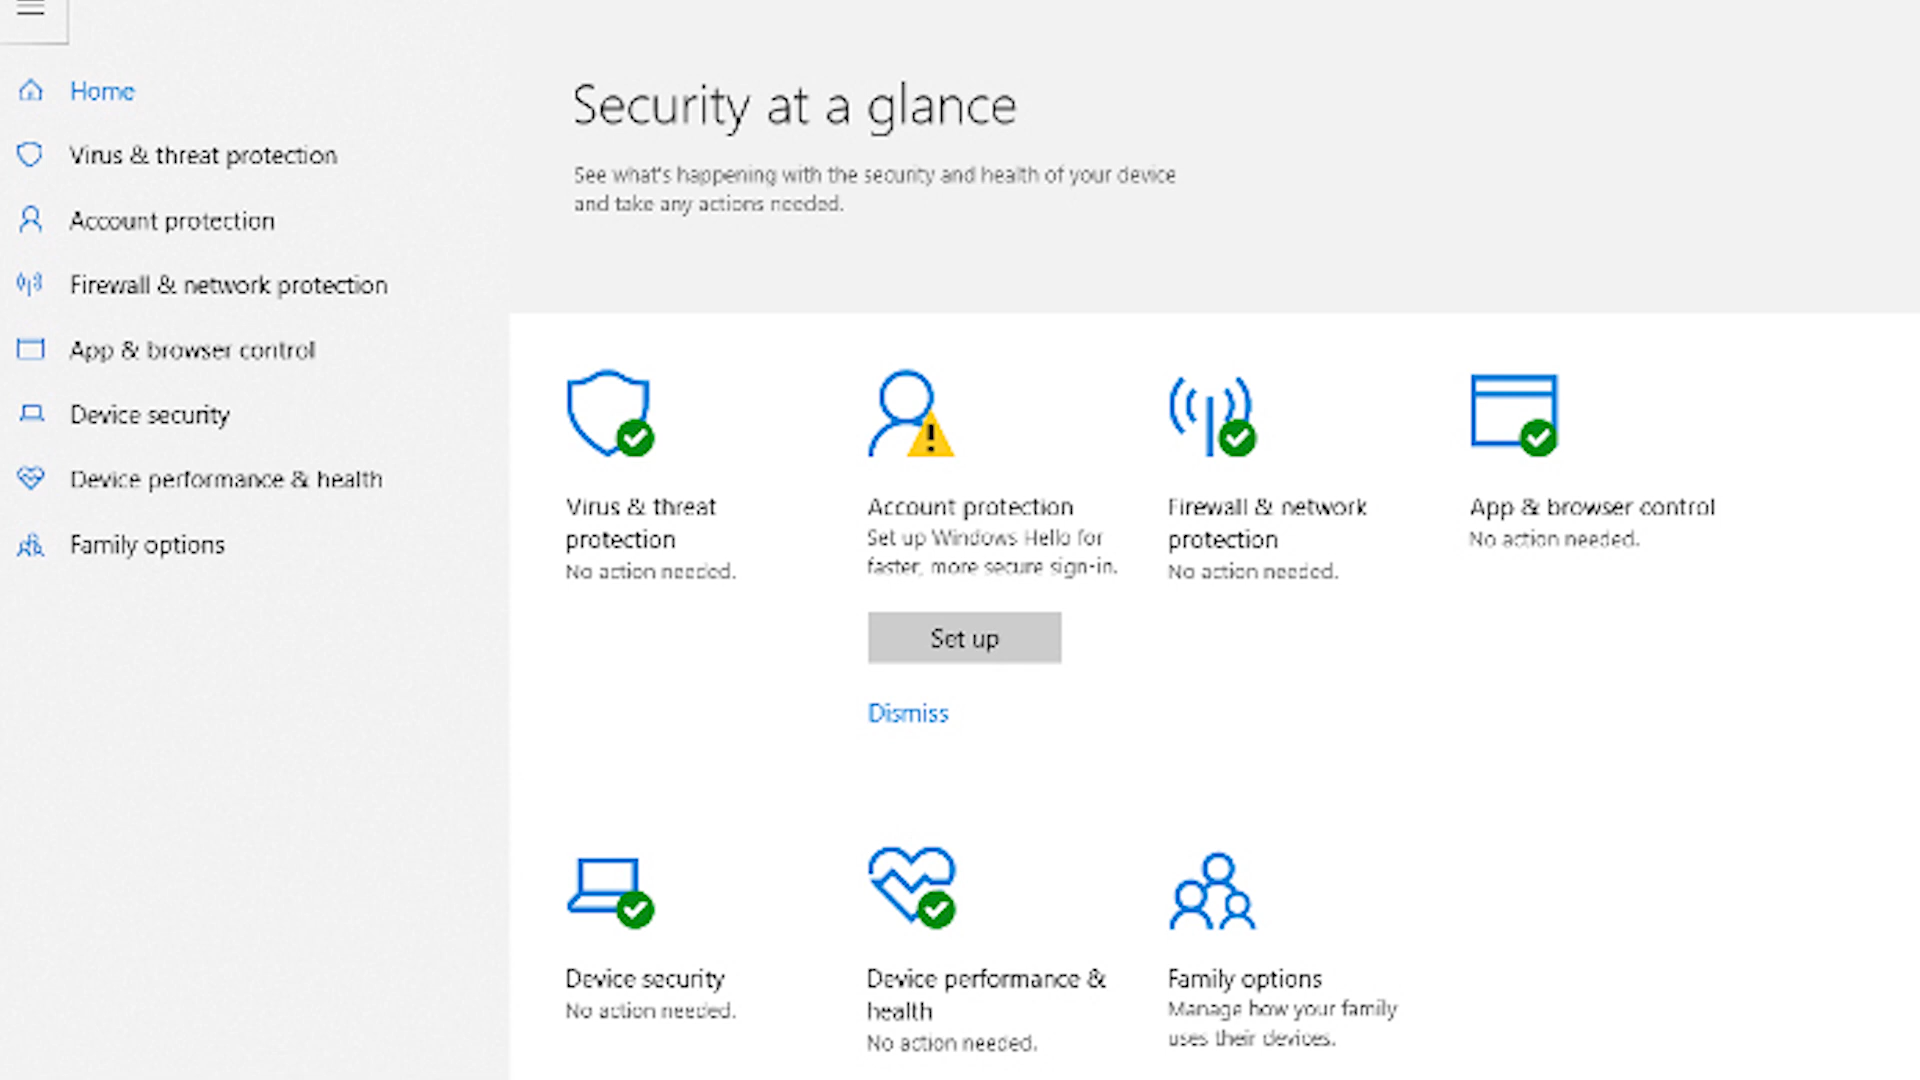 Home
Virus & threat protection
Account protection
Firewall & network protection
App & browser control
Device security
Device performance & health
Family options
Security at a glance
See what's happening with the security and health of your device
and take any actions needed.
Virus & threat
protection
No action needed.
Account protection
Set up Windows Hello for
faster, more secure sign-in.
Set up
Dismiss
Firewall & network
protection
No action needed.
App & browser control
No action needed.
Device security
No action needed.
Device performance &
health
No action needed.
Family options
Manage how your family
uses their devices.